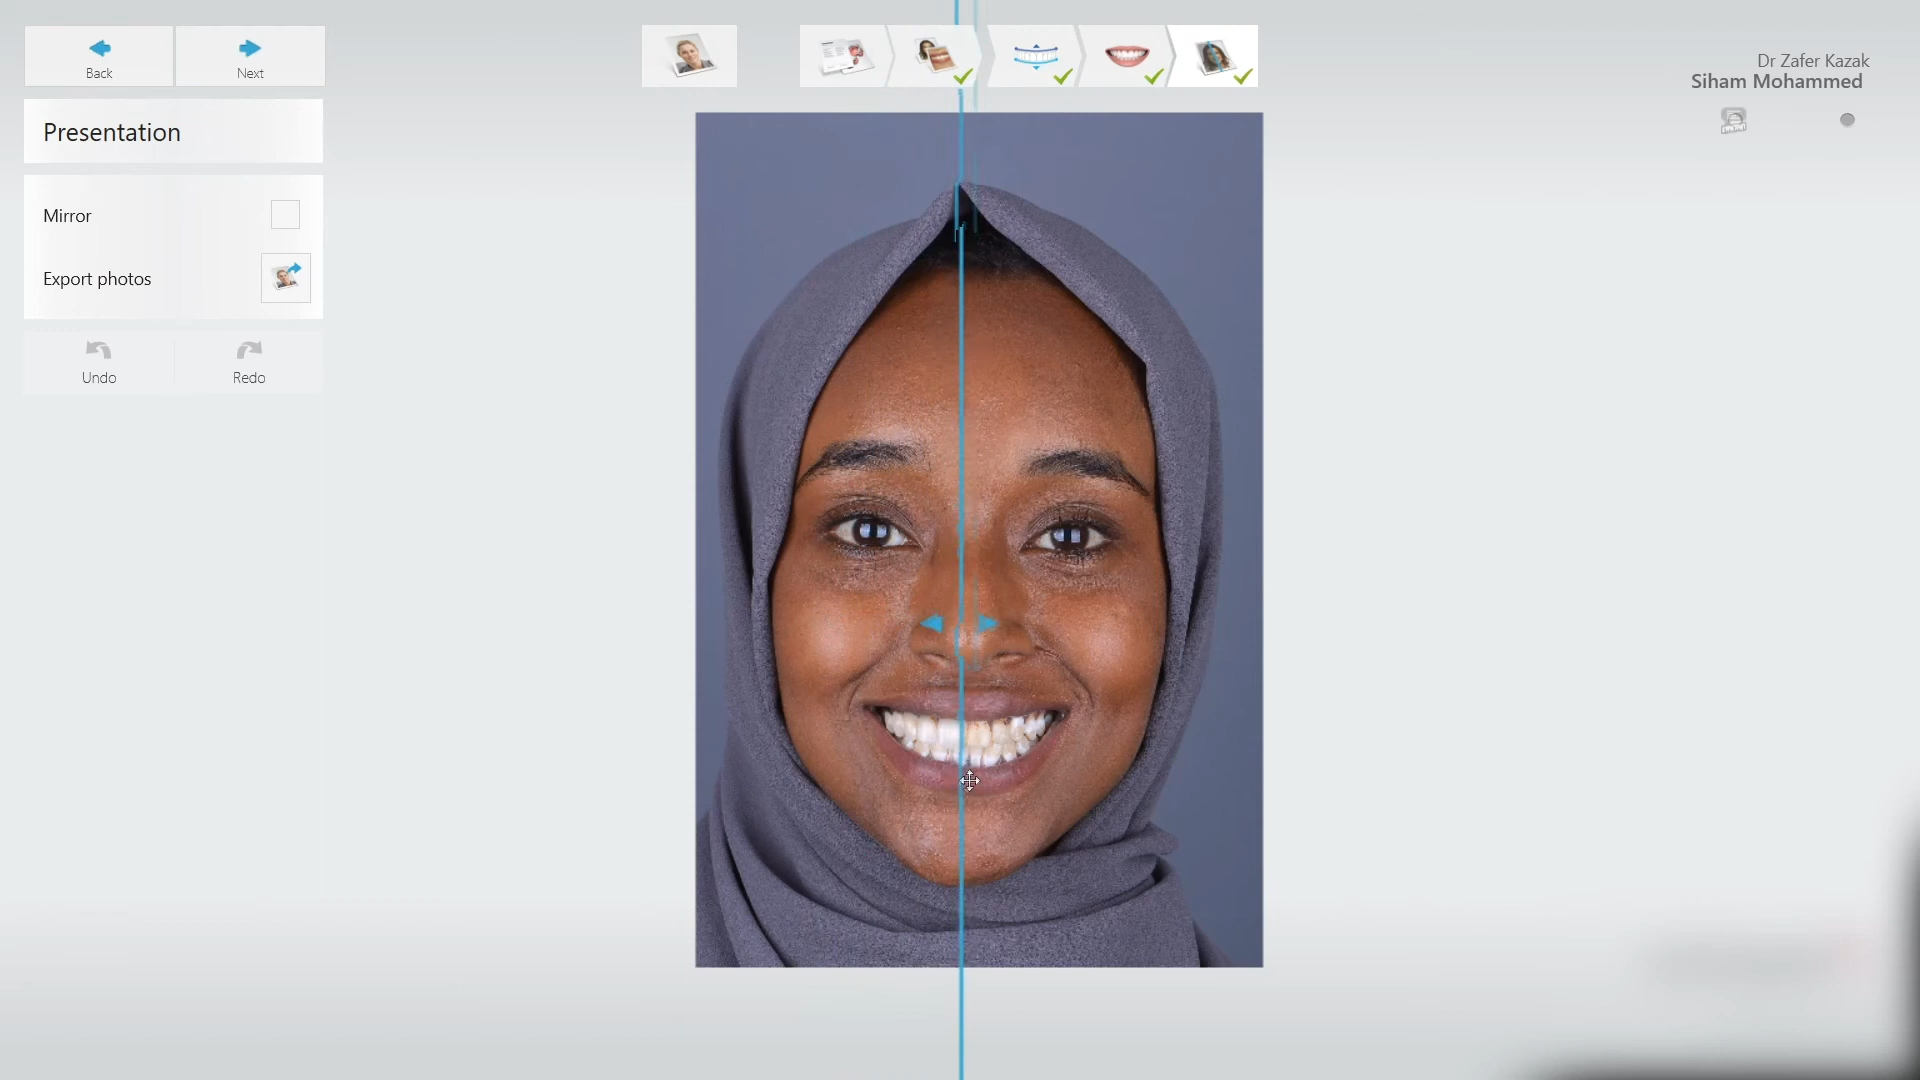 Back
Next
Dr Zafer Kazak
Siham Mohammed
Presentation
Mirror
Export photos
Undo
Redo